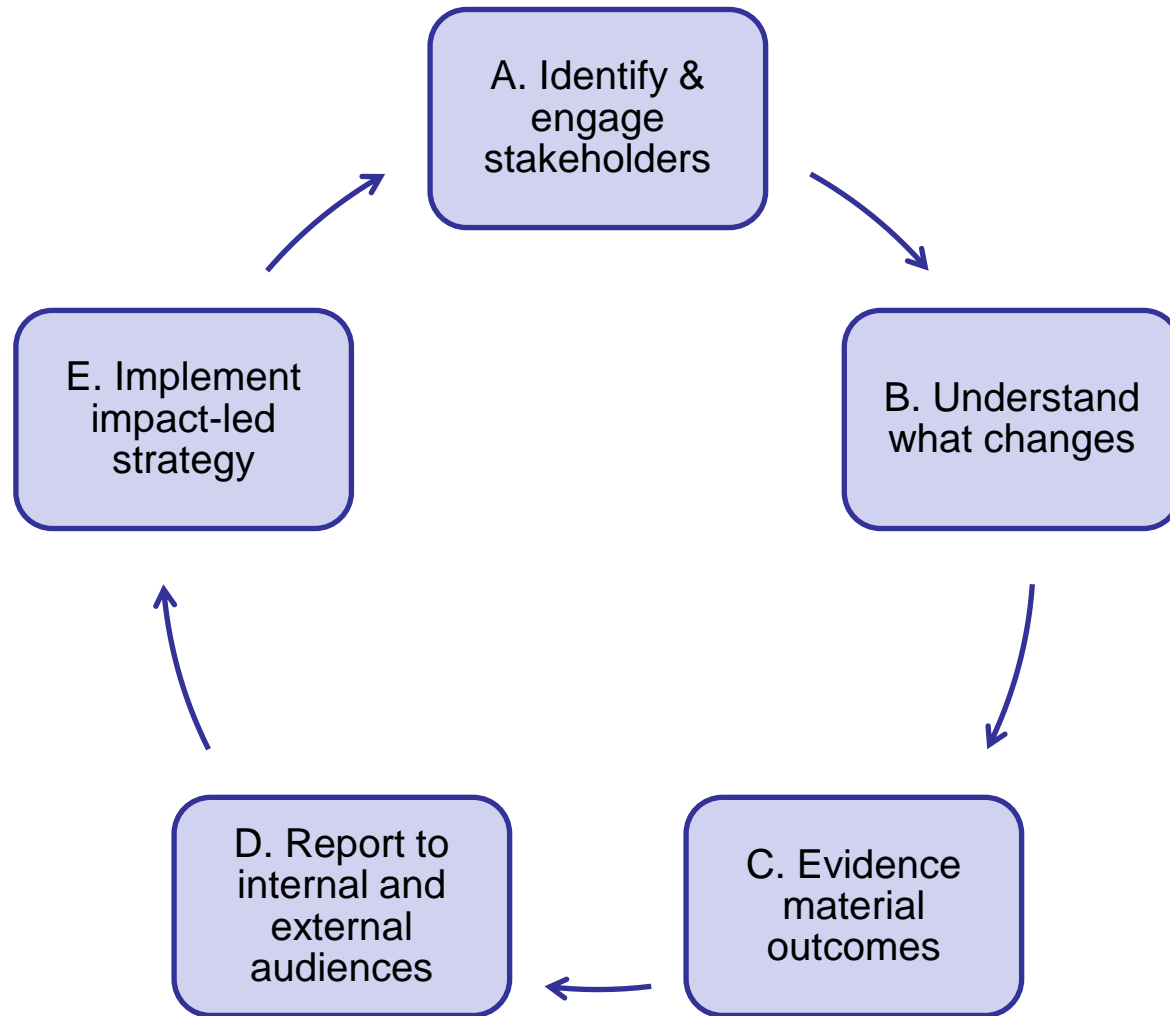 A. Identify &
engage
stakeholders
B. Understand
what changes
C. Evidence
material
outcomes
D. Report to
internal and
external
audiences
E. Implement
impact-led
strategy